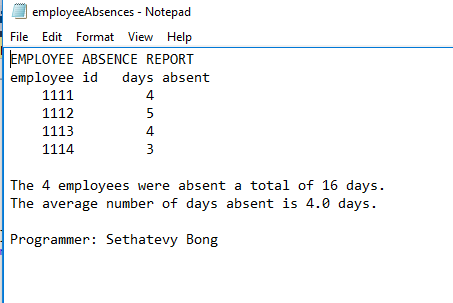 employeeAbsences - Notepad
File Edit Format View Help
EMPLOYEE ABSENCE REPORT
employee id   days absent
    1111          4
    1112          5
    1113          4
    1114          3
The 4 employees were absent a total of 16 days.
The average number of days absent is 4.0 days.
Programmer: Sethatevy Bong